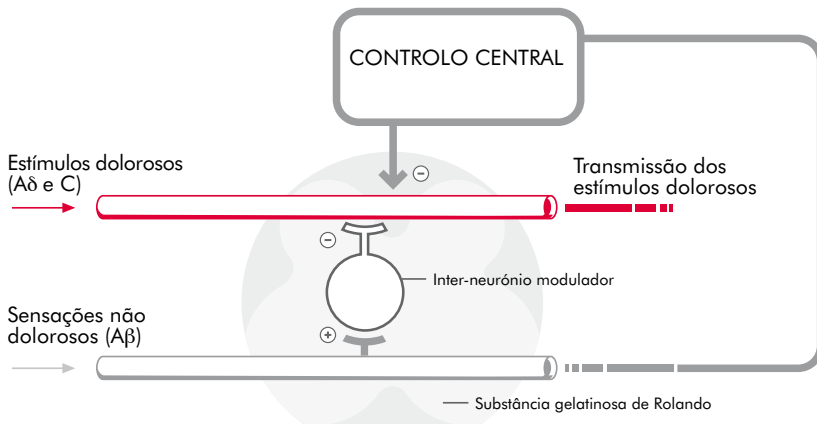 CONTROLO CENTRAL
Estímulos dolorosos
(Aδ e C)
−
Transmissão dos
estímulos dolorosos
−
Inter-neurónio modulador
Sensações não
dolorosos (Aβ)
+
Substância gelatinosa de Rolando